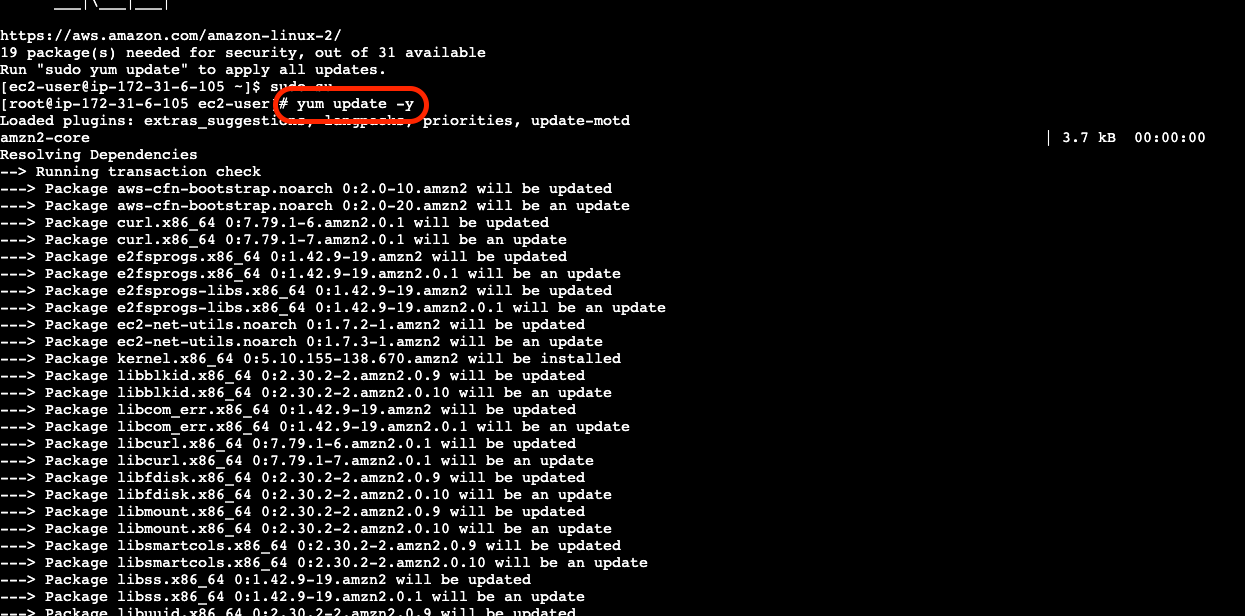 ___|\___|___|
https://aws.amazon.com/amazon-linux-2/
19 package(s) needed for security, out of 31 available
Run "sudo yum update" to apply all updates.
[ec2-user@ip-172-31-6-105 ~]$ sudo su
[root@ip-172-31-6-105 ec2-user]# yum update -y
Loaded plugins: extras_suggestions, langpacks, priorities, update-motd
amzn2-core | 3.7 kB 00:00:00
Resolving Dependencies
--> Running transaction check
---> Package aws-cfn-bootstrap.noarch 0:2.0-10.amzn2 will be updated
---> Package aws-cfn-bootstrap.noarch 0:2.0-20.amzn2 will be an update
---> Package curl.x86_64 0:7.79.1-6.amzn2.0.1 will be updated
---> Package curl.x86_64 0:7.79.1-7.amzn2.0.1 will be an update
---> Package e2fsprogs.x86_64 0:1.42.9-19.amzn2 will be updated
---> Package e2fsprogs.x86_64 0:1.42.9-19.amzn2.0.1 will be an update
---> Package e2fsprogs-libs.x86_64 0:1.42.9-19.amzn2 will be updated
---> Package e2fsprogs-libs.x86_64 0:1.42.9-19.amzn2.0.1 will be an update
---> Package ec2-net-utils.noarch 0:1.7.2-1.amzn2 will be updated
---> Package ec2-net-utils.noarch 0:1.7.3-1.amzn2 will be an update
---> Package kernel.x86_64 0:5.10.155-138.670.amzn2 will be installed
---> Package libblkid.x86_64 0:2.30.2-2.amzn2.0.9 will be updated
---> Package libblkid.x86_64 0:2.30.2-2.amzn2.0.10 will be an update
---> Package libcom_err.x86_64 0:1.42.9-19.amzn2 will be updated
---> Package libcom_err.x86_64 0:1.42.9-19.amzn2.0.1 will be an update
---> Package libcurl.x86_64 0:7.79.1-6.amzn2.0.1 will be updated
---> Package libcurl.x86_64 0:7.79.1-7.amzn2.0.1 will be an update
---> Package libfdisk.x86_64 0:2.30.2-2.amzn2.0.9 will be updated
---> Package libfdisk.x86_64 0:2.30.2-2.amzn2.0.10 will be an update
---> Package libmount.x86_64 0:2.30.2-2.amzn2.0.9 will be updated
---> Package libmount.x86_64 0:2.30.2-2.amzn2.0.10 will be an update
---> Package libsmartcols.x86_64 0:2.30.2-2.amzn2.0.9 will be updated
---> Package libsmartcols.x86_64 0:2.30.2-2.amzn2.0.10 will be an update
---> Package libss.x86_64 0:1.42.9-19.amzn2 will be updated
---> Package libss.x86_64 0:1.42.9-19.amzn2.0.1 will be an update
---> Package libuuid.x86_64 0:2.30.2-2.amzn2.0.9 will be updated